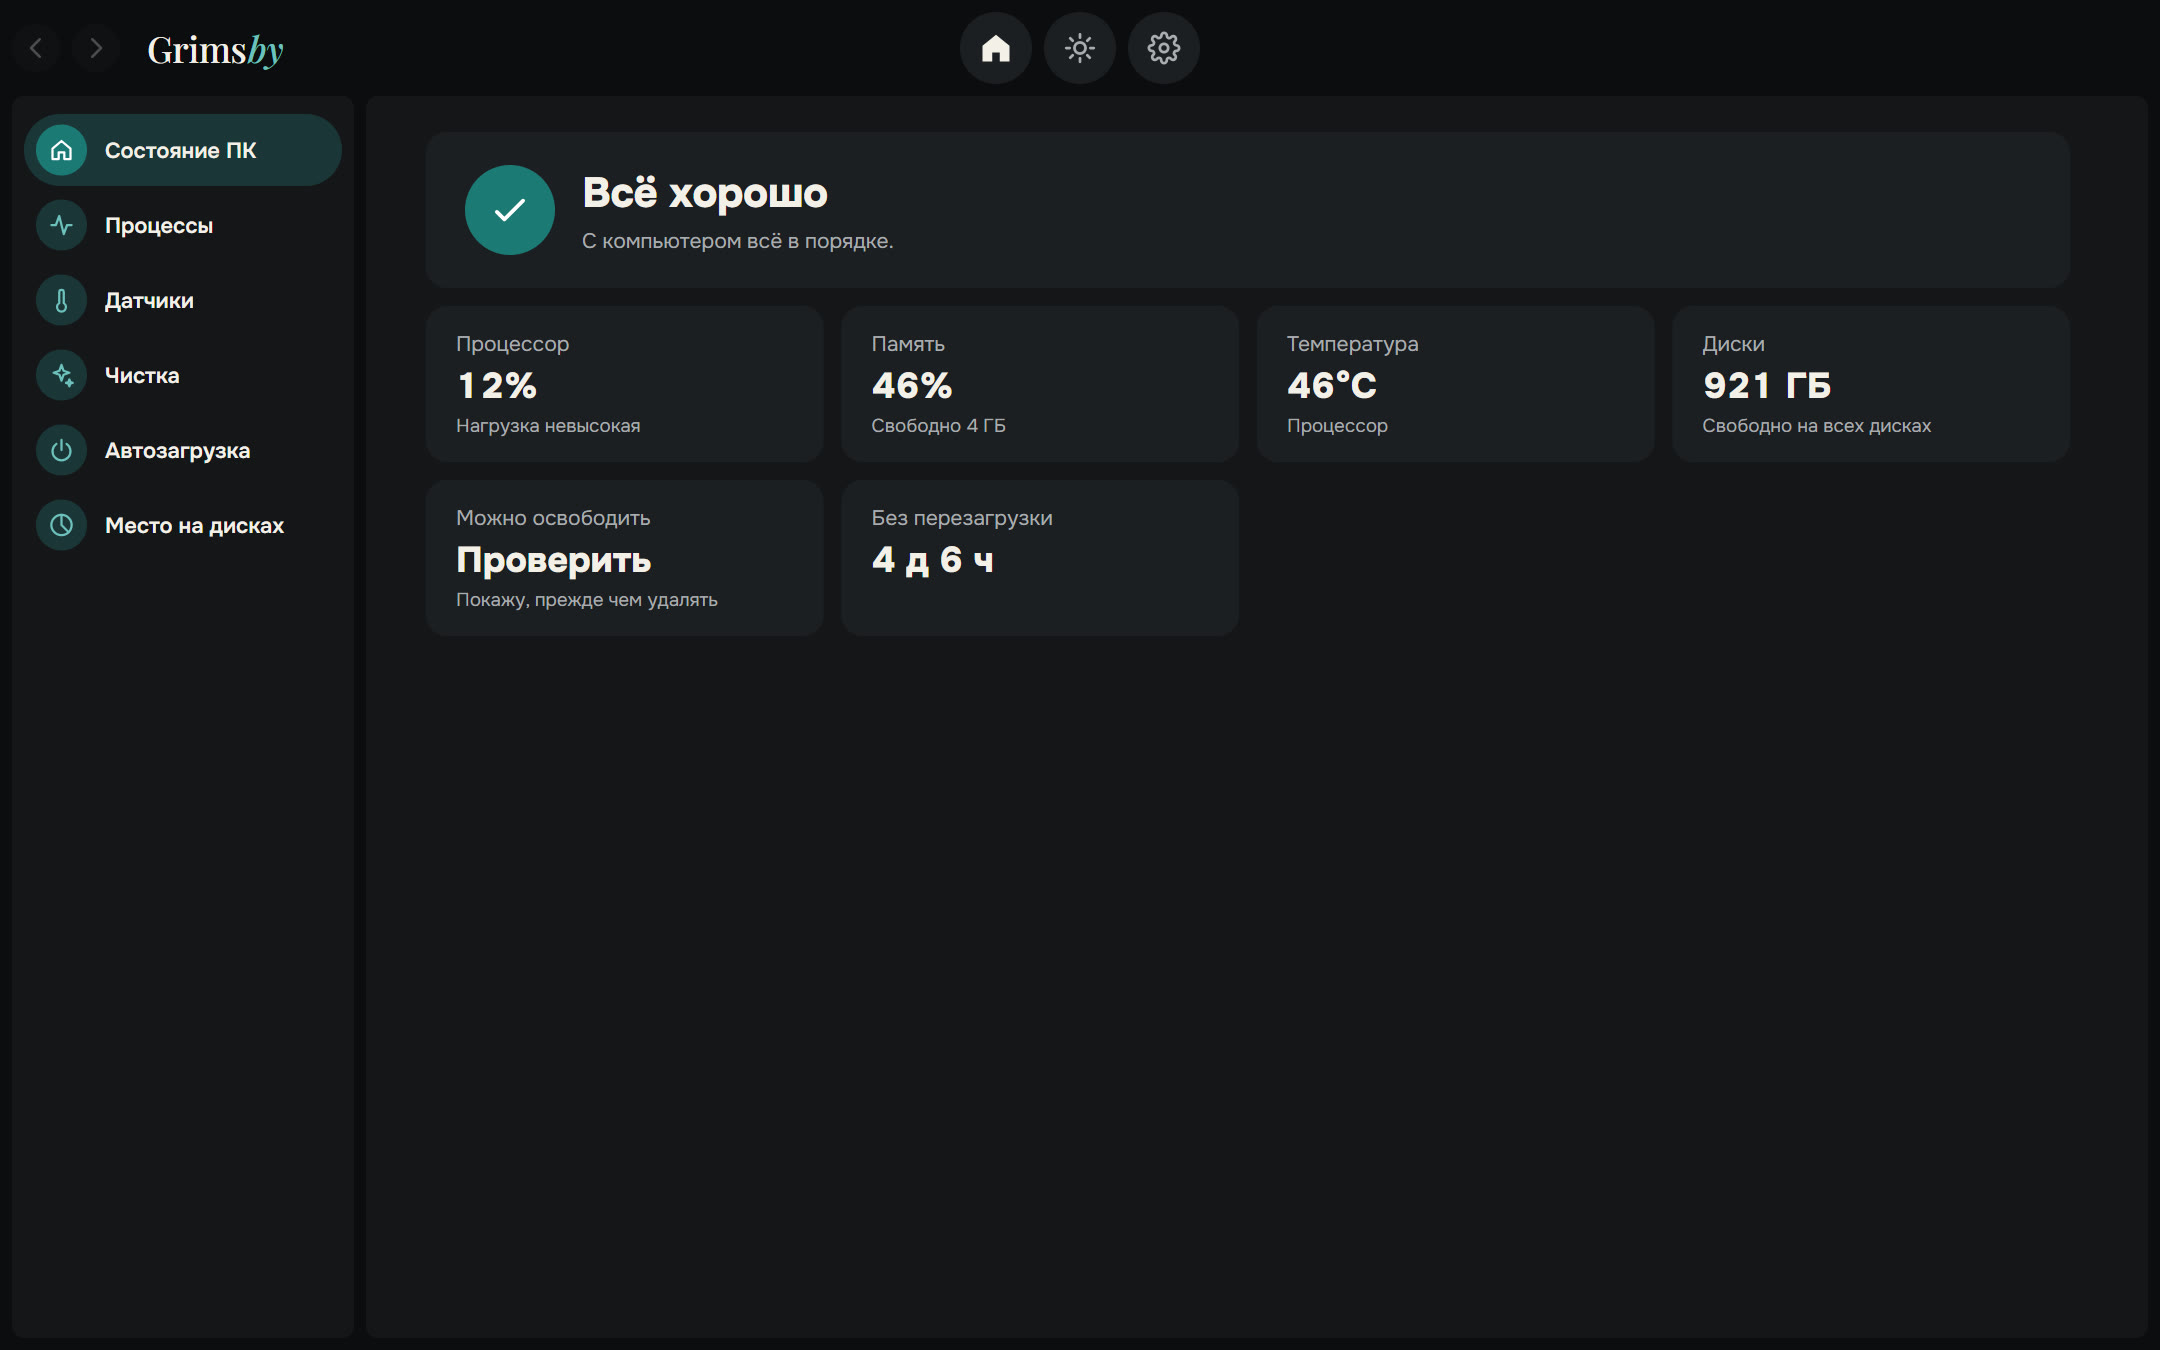 Grimsby
Состояние ПК
Процессы
Датчики
Чистка
Автозагрузка
Место на дисках
Всё хорошо
С компьютером всё в порядке.
Процессор
12%
Нагрузка невысокая
Память
46%
Свободно 4 ГБ
Температура
46°C
Процессор
Диски
921 ГБ
Свободно на всех дисках
Можно освободить
Проверить
Покажу, прежде чем удалять
Без перезагрузки
4 д 6 ч